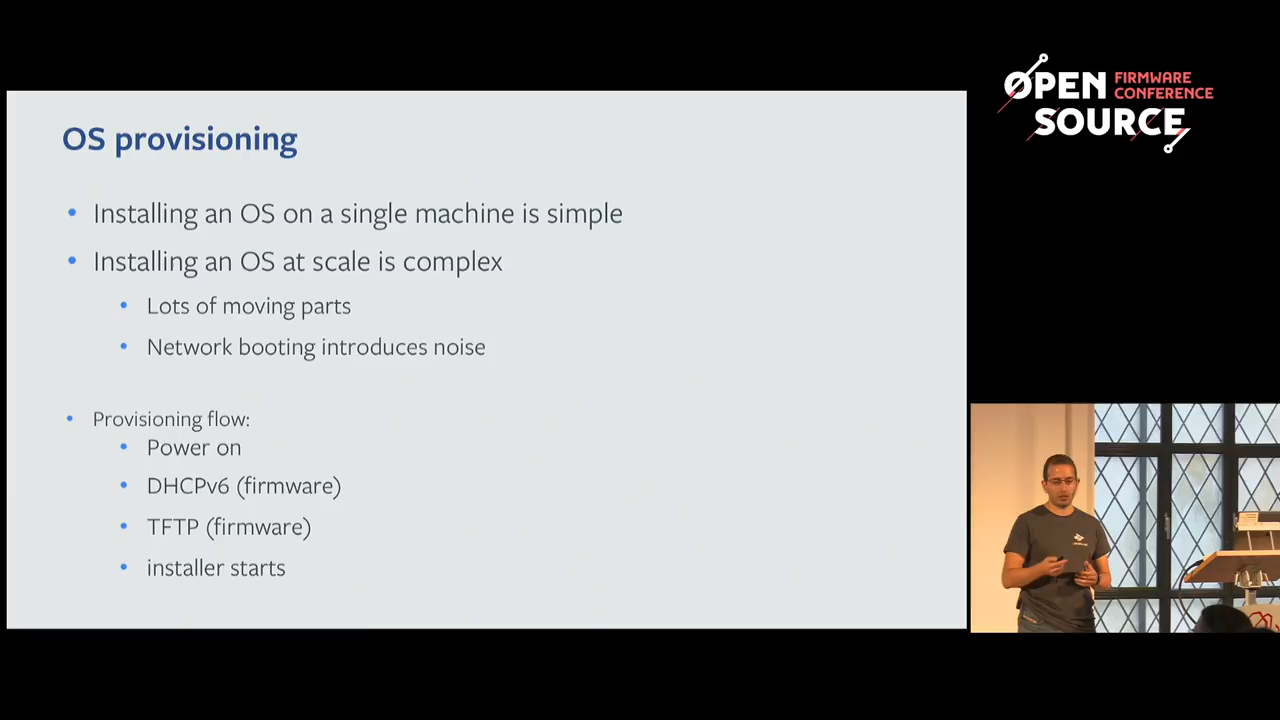 OPEN FIRMWARE
CONFERENCE
SOURCE
OS provisioning
Installing an OS on a single machine is simple
Installing an OS at scale is complex
Lots of moving parts
Network booting introduces noise
Provisioning flow:
Power on
DHCPv6 (firmware)
TFTP (firmware)
installer starts